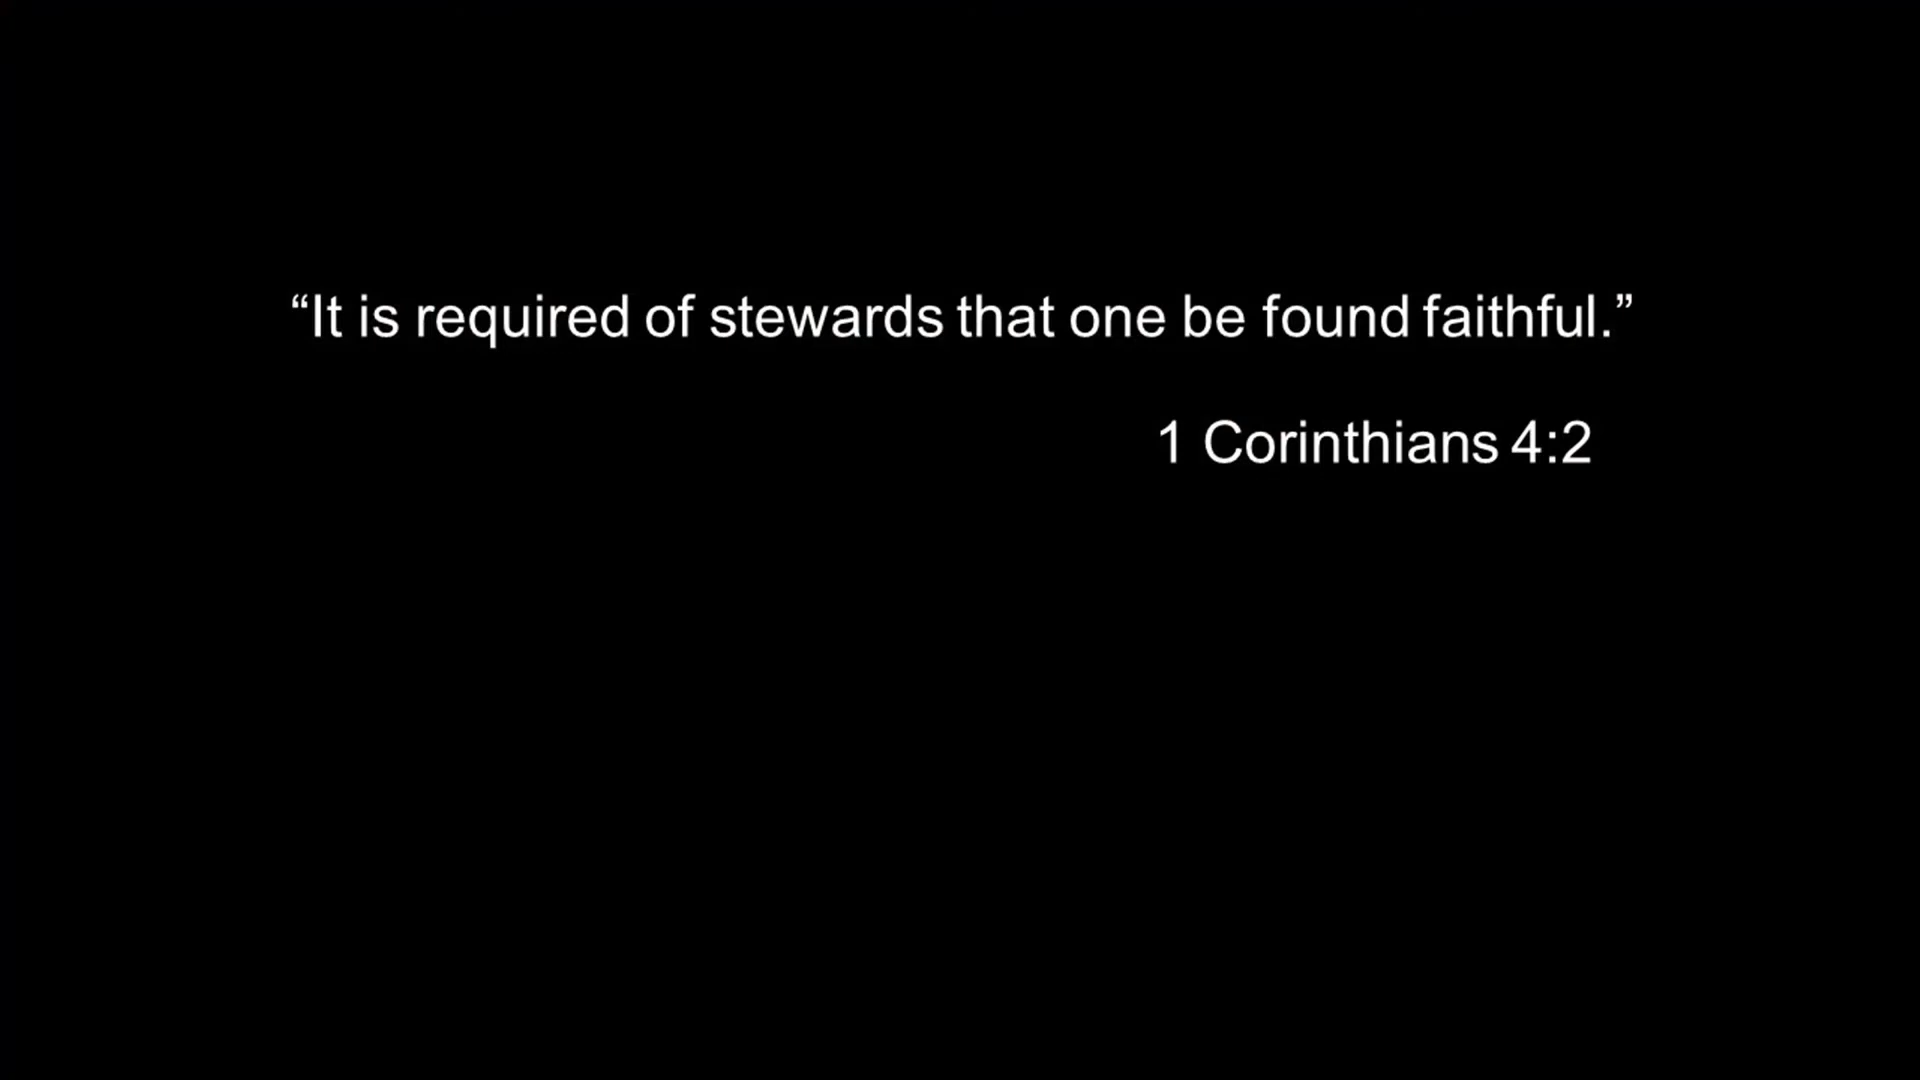 “It is required of stewards that one be found faithful.”
1 Corinthians 4:2